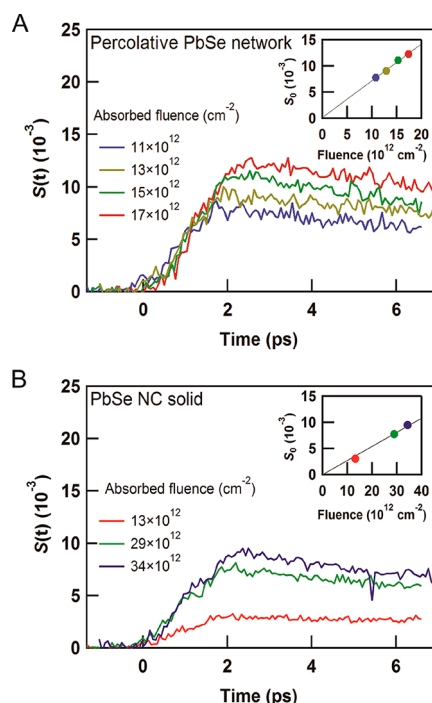 A
Percolative PbSe network
Absorbed fluence (cm⁻²)
11×10¹²
13×10¹²
15×10¹²
17×10¹²
S(t) (10⁻³)
25
20
15
10
5
0
0 2 4 6
Time (ps)
S₀ (10⁻³)
15
10
5
0
0 5 10 15 20
Fluence (10¹² cm⁻²)
B
PbSe NC solid
Absorbed fluence (cm⁻²)
13×10¹²
29×10¹²
34×10¹²
S(t) (10⁻³)
25
20
15
10
5
0
0 2 4 6
Time (ps)
S₀ (10⁻³)
15
10
5
0
0 10 20 30 40
Fluence (10¹² cm⁻²)